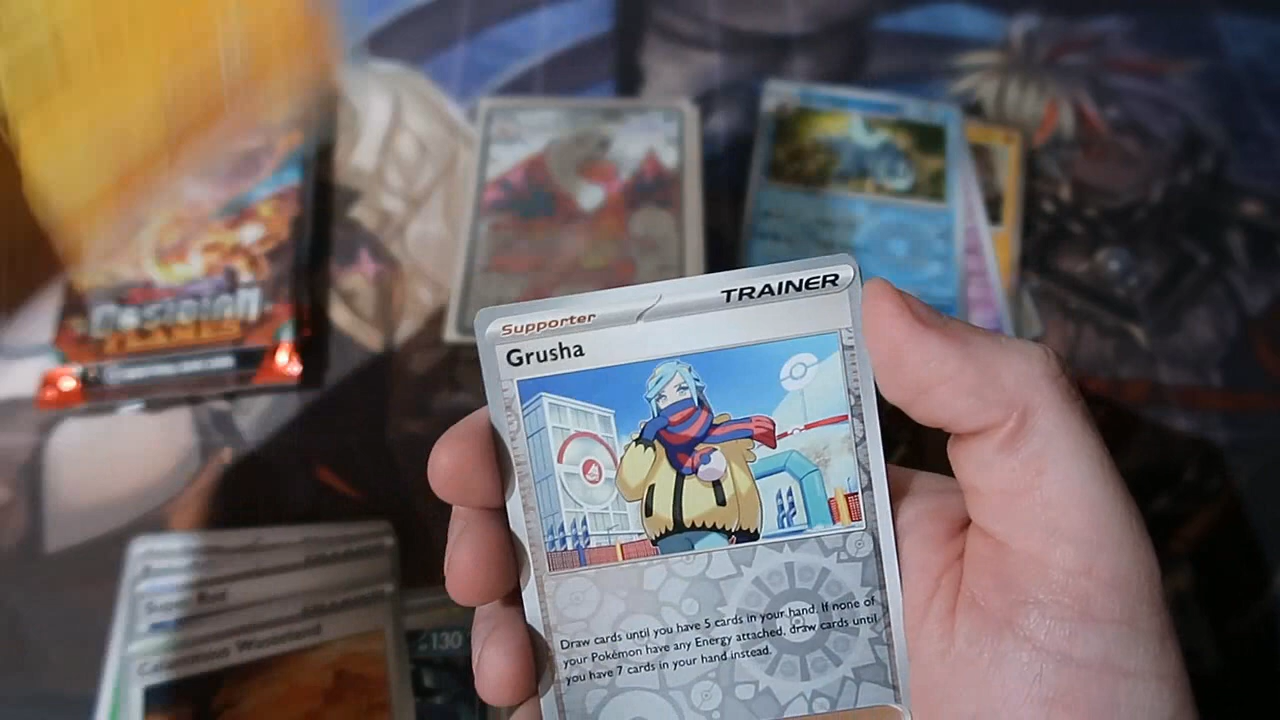 OBSIDIAN
FLAMES
Supporter
TRAINER
Grusha
Draw cards until you have 5 cards in your hand. If none of
your Pokémon have any Energy attached, draw cards until
you have 7 cards in your hand instead.
Super Rod
Calamitous Wasteland
130